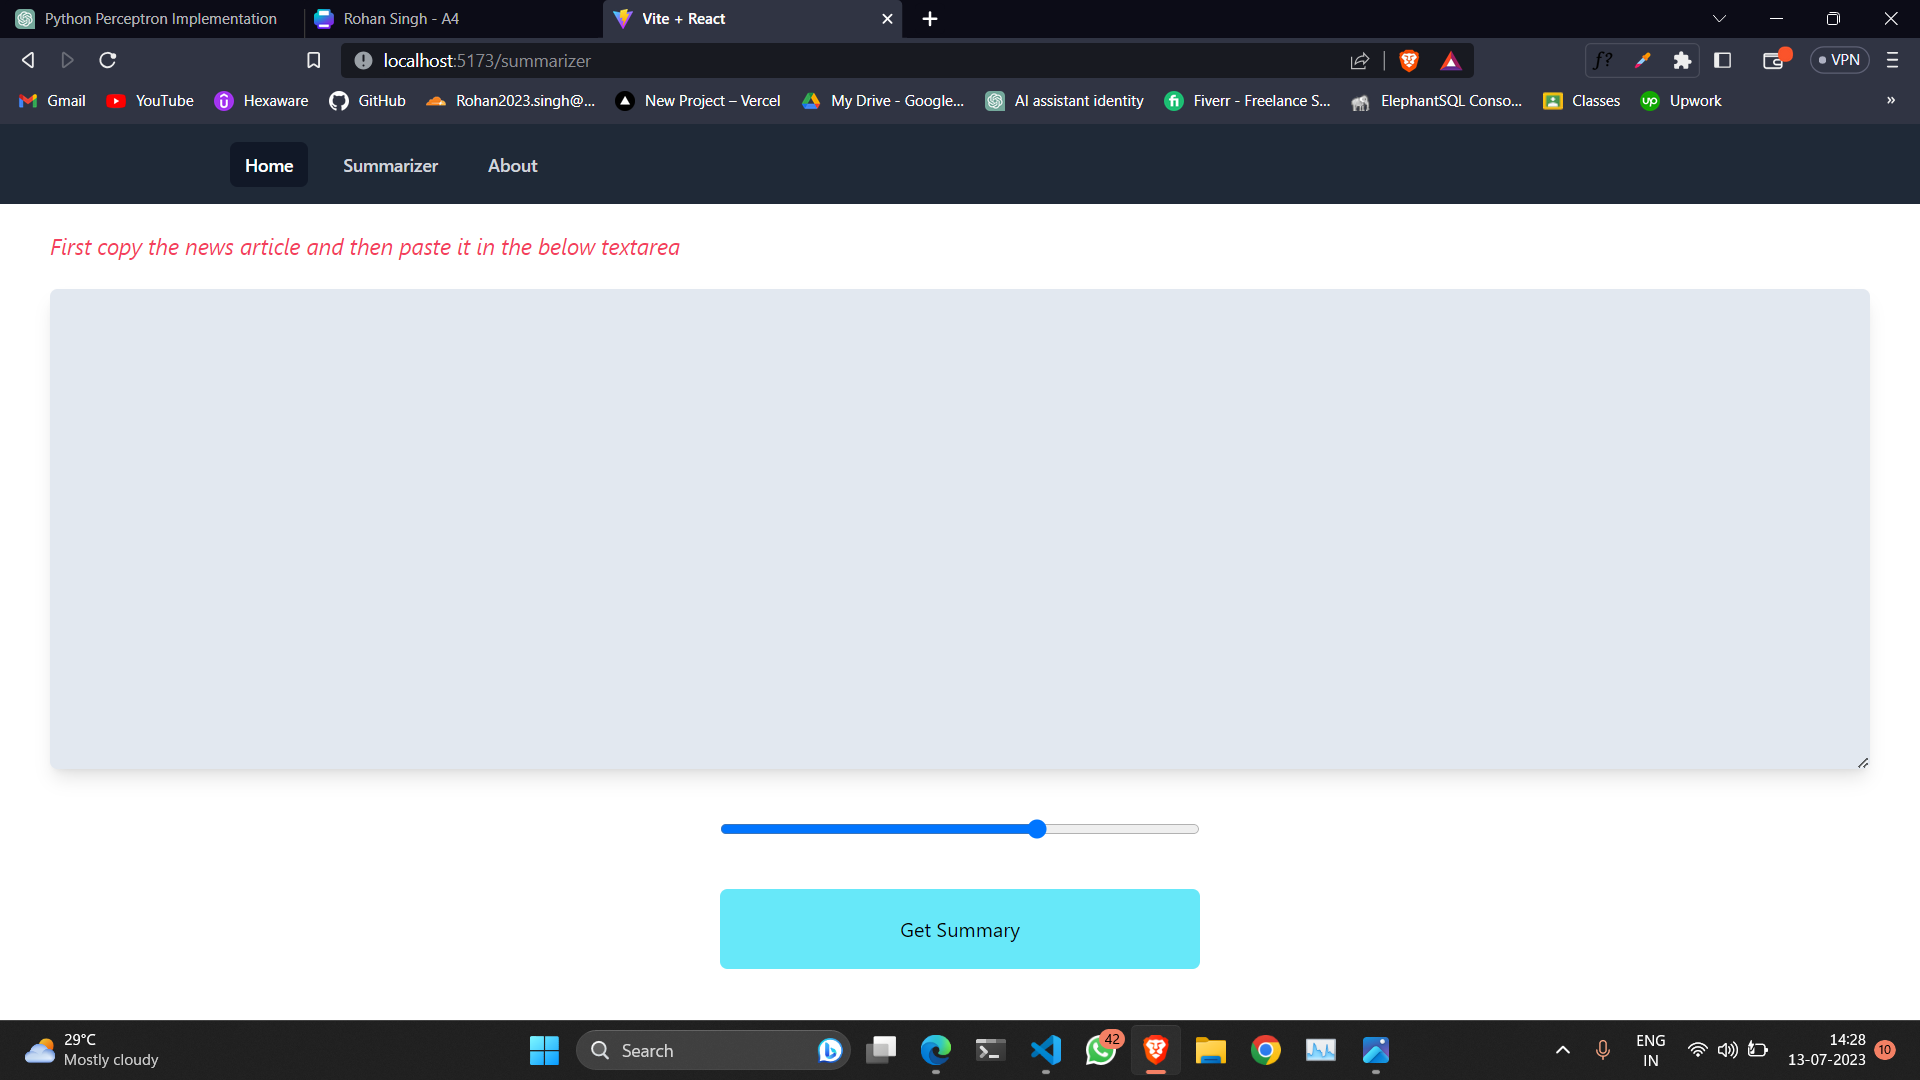 Python Perceptron Implementation
Rohan Singh - A4
Vite + React
localhost:5173/summarizer
ƒ?
VPN
Gmail
YouTube
Hexaware
GitHub
Rohan2023.singh@...
New Project – Vercel
My Drive - Google...
AI assistant identity
Fiverr - Freelance S...
ElephantSQL Conso...
Classes
up
Upwork
»
Home
Summarizer
About
First copy the news article and then paste it in the below textarea
Get Summary
29°C
Mostly cloudy
Search
42
ENG
IN
14:28
13-07-2023
10